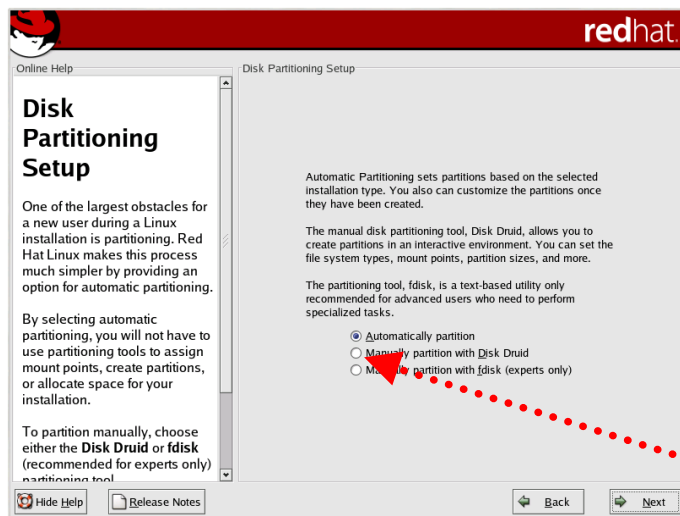 redhat.
Online Help
Disk Partitioning Setup
Disk
Partitioning
Setup
One of the largest obstacles for
a new user during a Linux
installation is partitioning. Red
Hat Linux makes this process
much simpler by providing an
option for automatic partitioning.
By selecting automatic
partitioning, you will not have to
use partitioning tools to assign
mount points, create partitions,
or allocate space for your
installation.
To partition manually, choose
either the Disk Druid or fdisk
(recommended for experts only)
partitioning tool
Automatic Partitioning sets partitions based on the selected
installation type. You also can customize the partitions once
they have been created.
The manual disk partitioning tool, Disk Druid, allows you to
create partitions in an interactive environment. You can set the
file system types, mount points, partition sizes, and more.
The partitioning tool, fdisk, is a text-based utility only
recommended for advanced users who need to perform
specialized tasks.
Automatically partition
Manually partition with Disk Druid
Manually partition with fdisk (experts only)
Hide Help
Release Notes
Back
Next